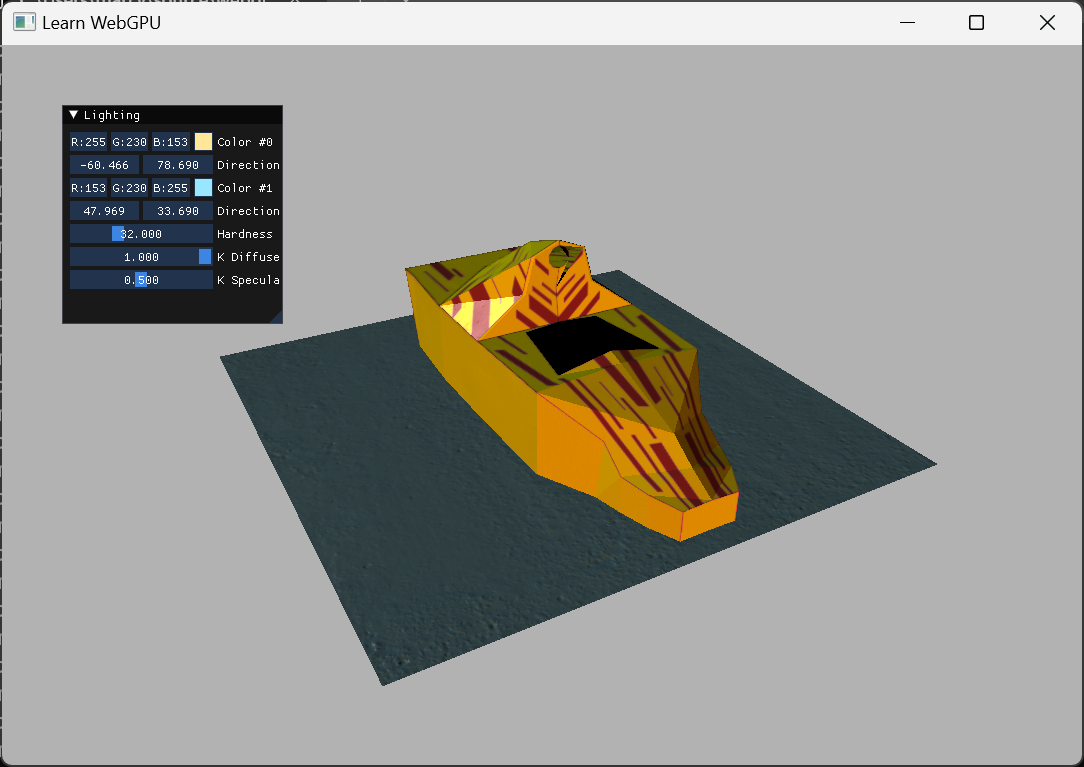 Learn WebGPU
Lighting
R:255 G:230 B:153 Color #0
-60.466 78.690 Direction
R:153 G:230 B:255 Color #1
47.969 33.690 Direction
32.000 Hardness
1.000 K Diffuse
0.500 K Specula